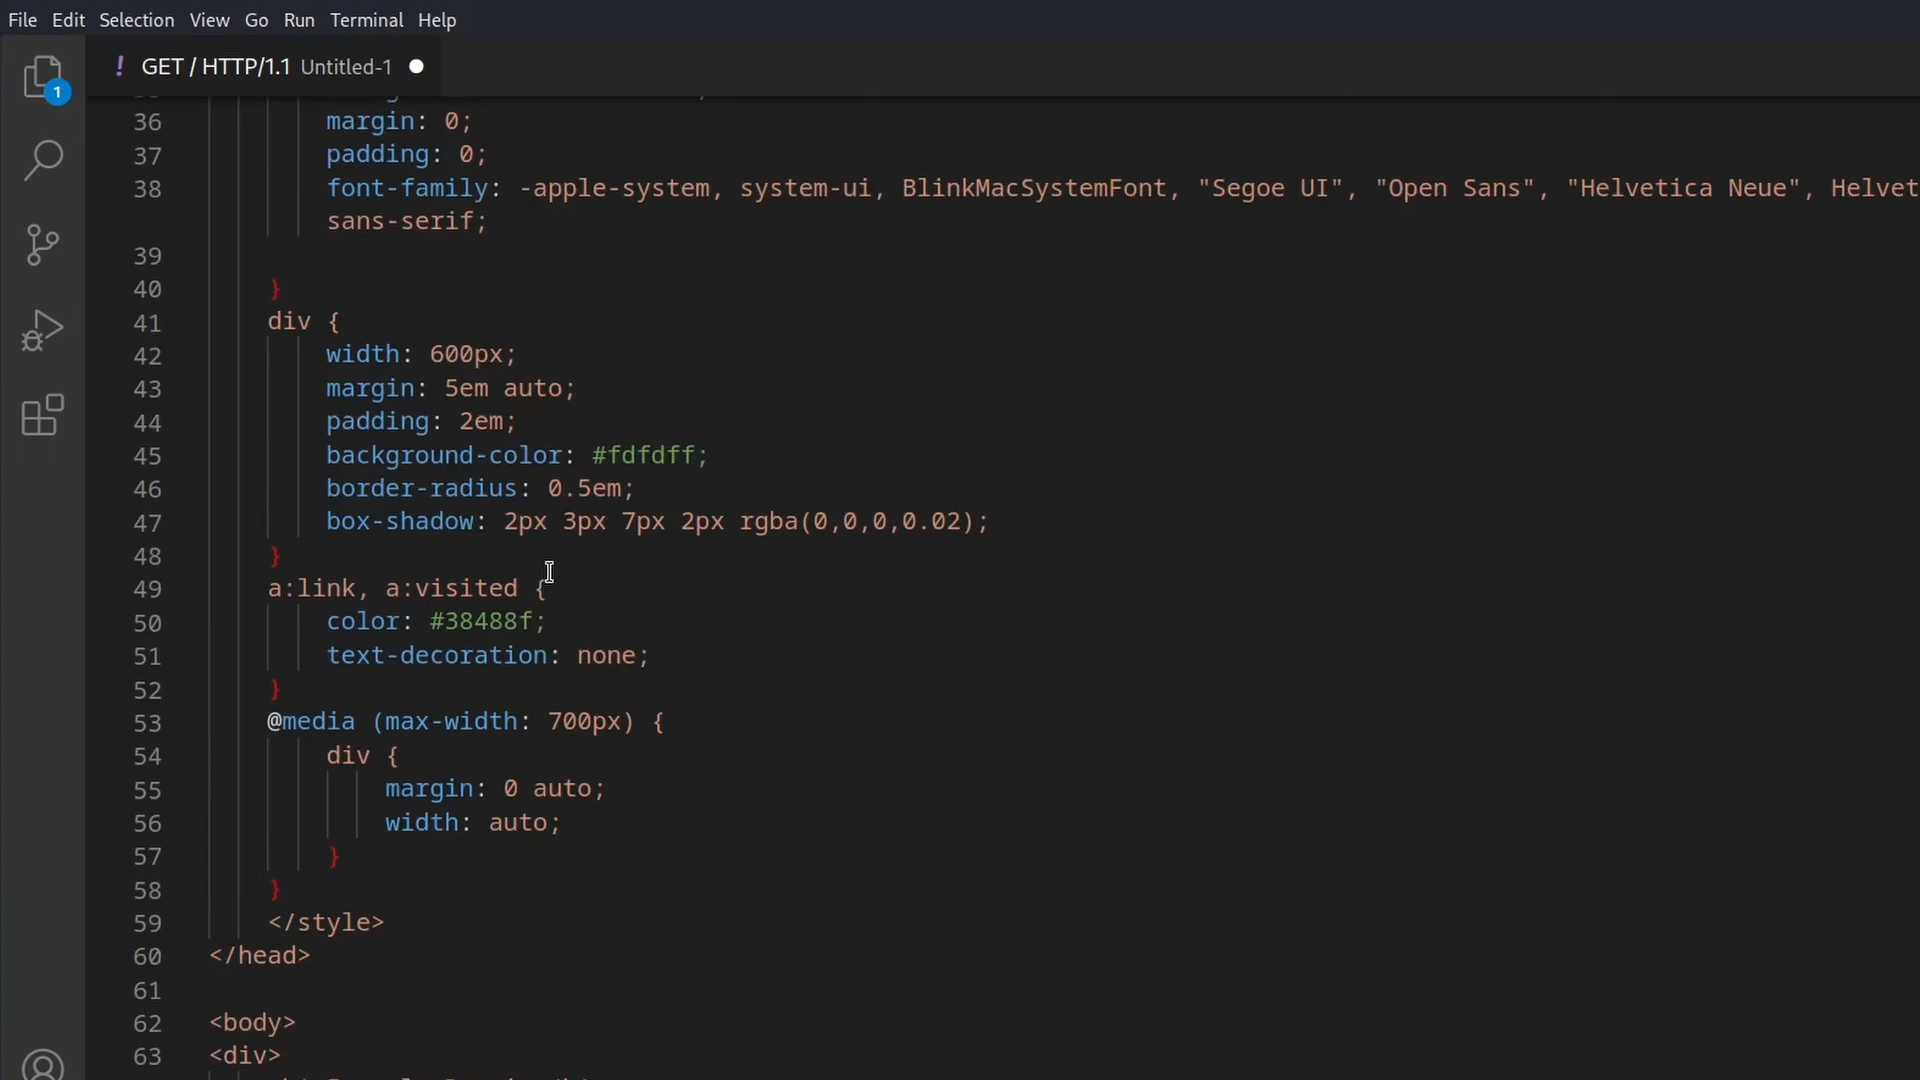 File Edit Selection View Go Run Terminal Help
! GET / HTTP/1.1 Untitled-1
1
36 margin: 0;
37 padding: 0;
38 font-family: -apple-system, system-ui, BlinkMacSystemFont, "Segoe UI", "Open Sans", "Helvetica Neue", Helvet
sans-serif;
39
40 }
41 div {
42 width: 600px;
43 margin: 5em auto;
44 padding: 2em;
45 background-color: #fdfdff;
46 border-radius: 0.5em;
47 box-shadow: 2px 3px 7px 2px rgba(0,0,0,0.02);
48 }
49 a:link, a:visited {
50 color: #38488f;
51 text-decoration: none;
52 }
53 @media (max-width: 700px) {
54 div {
55 margin: 0 auto;
56 width: auto;
57 }
58 }
59 </style>
60 </head>
61
62 <body>
63 <div>